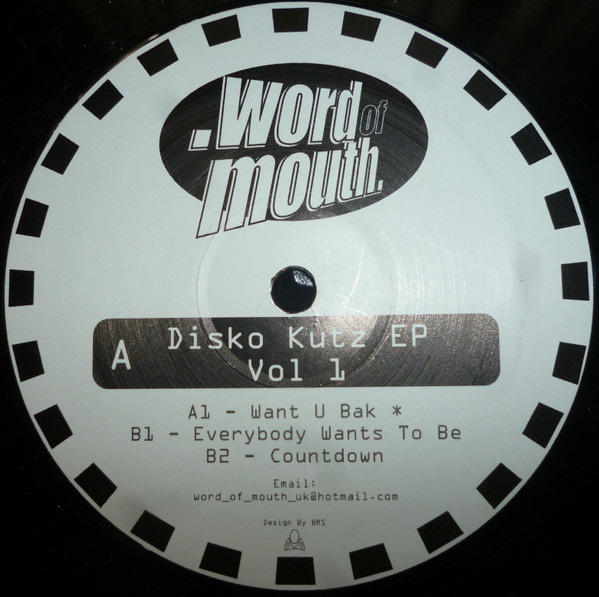 .Word of
mouth.
A
Disko Kutz EP
Vol 1
A1 - Want U Bak *
B1 - Everybody Wants To Be
B2 - Countdown
Email:
word_of_mouth_uk@hotmail.com
Design By BRS